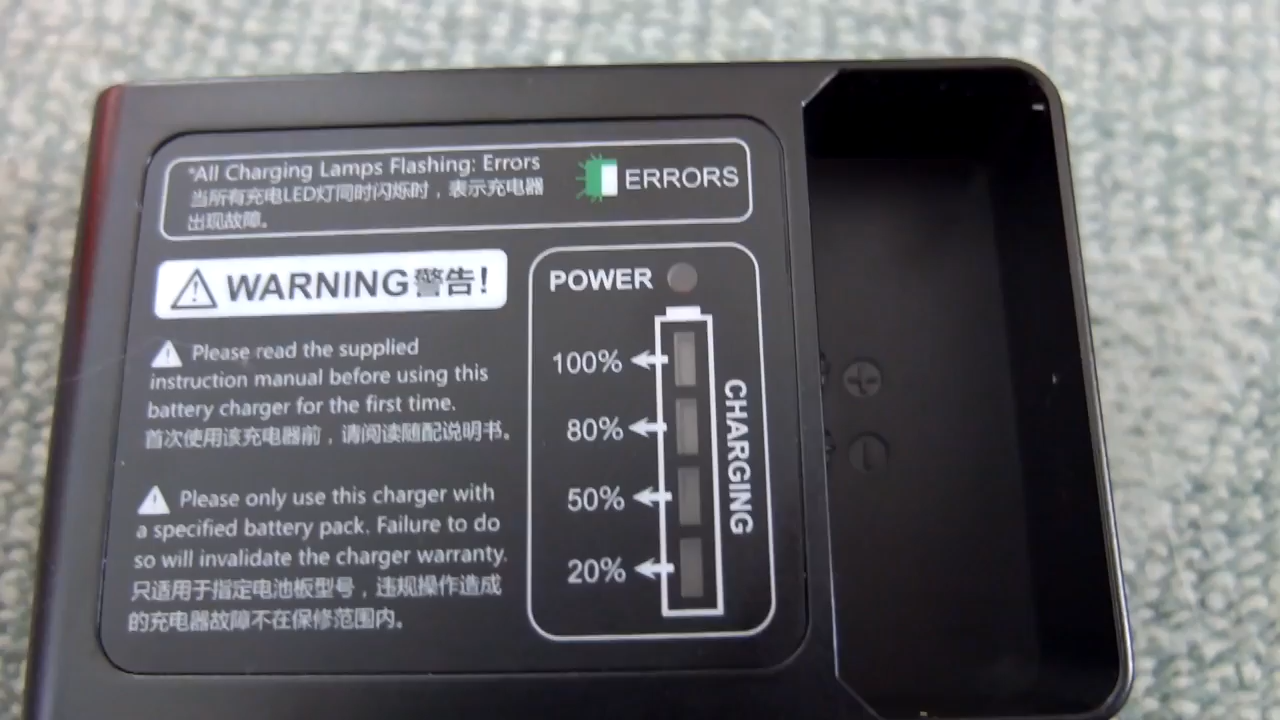 *All Charging Lamps Flashing: Errors
当所有充电LED灯同时闪烁时，表示充电器
出现故障。
ERRORS
WARNING警告!
Please read the supplied
instruction manual before using this
battery charger for the first time.
首次使用该充电器前，请阅读随配说明书。
Please only use this charger with
a specified battery pack. Failure to do
so will invalidate the charger warranty.
只适用于指定电池板型号，违规操作造成
的充电器故障不在保修范围内。
POWER
100%
80%
50%
20%
CHARGING
+
-